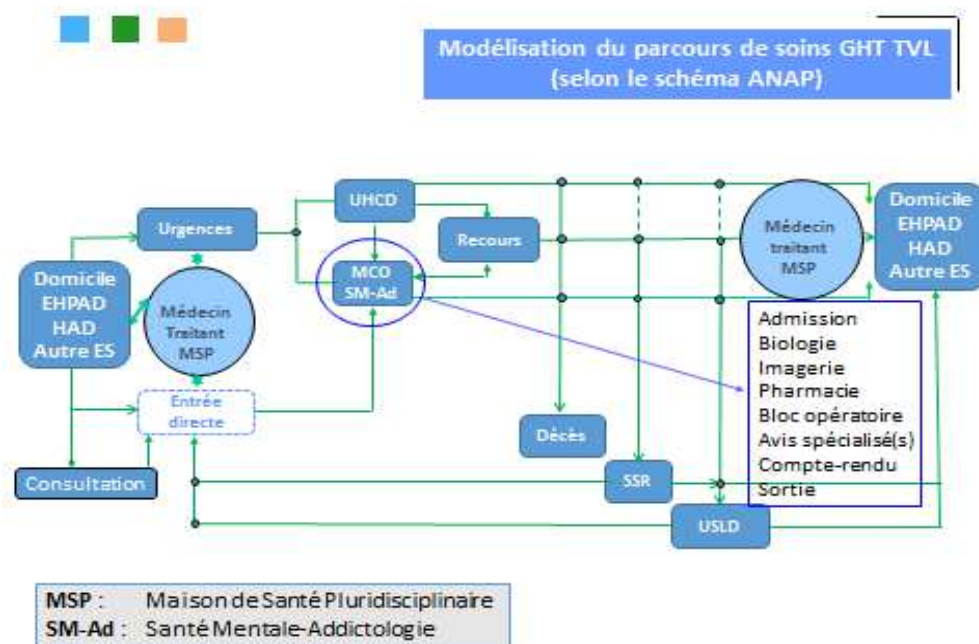 Modélisation du parcours de soins GHT TVL
(selon le schéma ANAP)
Urgences
UHCD
Recours
MCO
SM-Ad
Domicile
EHPAD
HAD
Autre ES
Médecin
Traitant
MSP
Entrée
directe
Consultation
Médecin
traitant
MSP
Domicile
EHPAD
HAD
Autre ES
Admission
Biologie
Imagerie
Pharmacie
Bloc opératoire
Avis spécialisé(s)
Compte-rendu
Sortie
Décès
SSR
USLD
MSP : Maison de Santé Pluridisciplinaire
SM-Ad : Santé Mentale-Addictologie